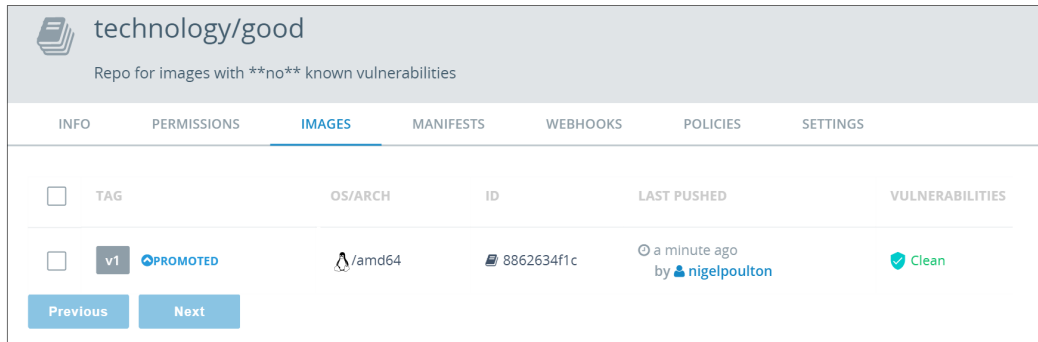 technology/good
Repo for images with **no** known vulnerabilities
INFO PERMISSIONS IMAGES MANIFESTS WEBHOOKS POLICIES SETTINGS
TAG OS/ARCH ID LAST PUSHED VULNERABILITIES
v1 PROMOTED /amd64 8862634f1c a minute ago Clean
by nigelpoulton
Previous Next